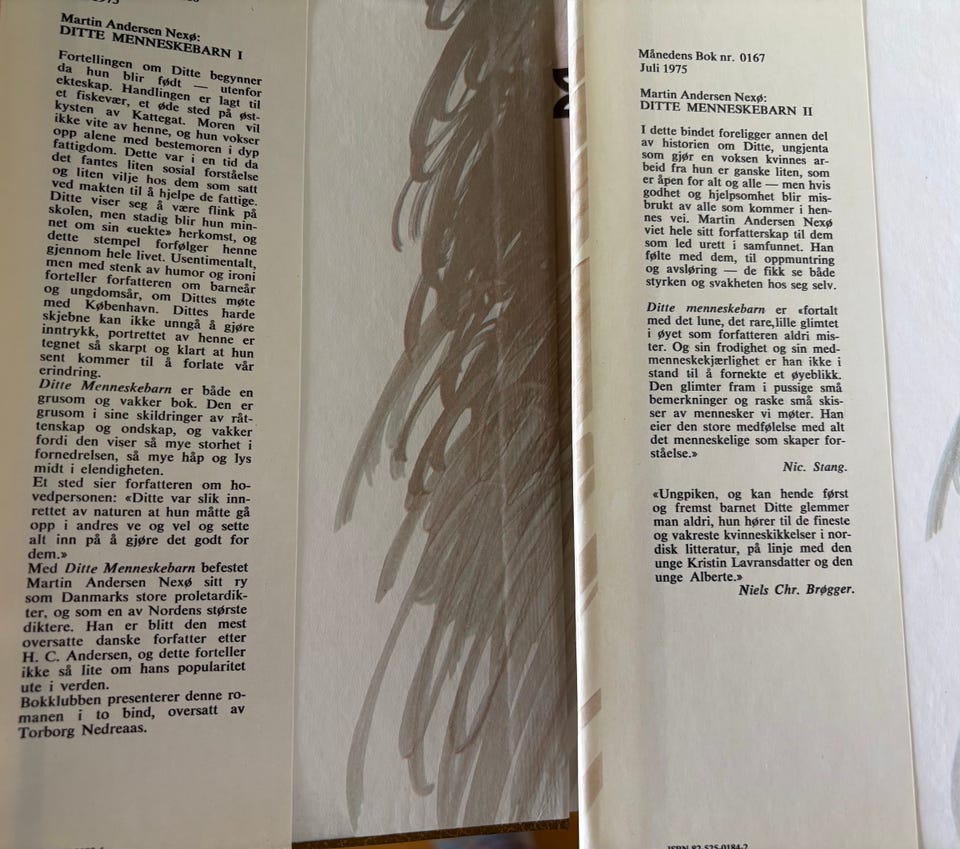 1975
Martin Andersen Nexø:
DITTE MENNESKEBARN I
Fortellingen om Ditte begynner
da hun blir født — utenfor
ekteskap. Handlingen er lagt til
et fiskevær, et øde sted på øst-
kysten av Kattegat. Moren vil
ikke vite av henne, og hun vokser
opp alene med bestemoren i dyp
fattigdom. Dette var i en tid da
det fantes liten sosial forståelse
og liten vilje hos dem som satt
ved makten til å hjelpe de fattige.
Ditte viser seg å være flink på
skolen, men stadig blir hun min-
net om sin «uekte» herkomst, og
dette stempel forfølger henne
gjennom hele livet. Usentimentalt,
men med stenk av humor og ironi
forteller forfatteren om barneår
og ungdomsår, om Dittes møte
med København. Dittes harde
skjebne kan ikke unngå å gjøre
inntrykk, portrettet av henne er
tegnet så skarpt og klart at hun
sent kommer til å forlate vår
erindring.
Ditte Menneskebarn er både en
grusom og vakker bok. Den er
grusom i sine skildringer av råt-
tenskap og ondskap, og vakker
fordi den viser så mye storhet i
fornedrelsen, så mye håp og lys
midt i elendigheten.
Et sted sier forfatteren om ho-
vedpersonen: «Ditte var slik inn-
rettet av naturen at hun måtte gå
opp i andres ve og vel og sette
alt inn på å gjøre det godt for
dem.»
Med Ditte Menneskebarn befestet
Martin Andersen Nexø sitt ry
som Danmarks store proletardik-
ter, og som en av Nordens største
diktere. Han er blitt den mest
oversatte danske forfatter etter
H. C. Andersen, og dette forteller
ikke så lite om hans popularitet
ute i verden.
Bokklubben presenterer denne ro-
manen i to bind, oversatt av
Torborg Nedreaas.
Månedens Bok nr. 0167
Juli 1975
Martin Andersen Nexø:
DITTE MENNESKEBARN II
I dette bindet foreligger annen del
av historien om Ditte, ungjenta
som gjør en voksen kvinnes ar-
beid fra hun er ganske liten, som
er åpen for alt og alle — men hvis
godhet og hjelpsomhet blir mis-
brukt av alle som kommer i hen-
nes vei. Martin Andersen Nexø
viet hele sitt forfatterskap til dem
som led urett i samfunnet. Han
følte med dem, til oppmuntring
og avsløring — de fikk se både
styrken og svakheten hos seg selv.
Ditte menneskebarn er «fortalt
med det lune, det rare,lille glimtet
i øyet som forfatteren aldri mis-
ter. Og sin frodighet og sin med-
menneskekjærlighet er han ikke i
stand til å fornekte et øyeblikk.
Den glimter fram i pussige små
bemerkninger og raske små skis-
ser av mennesker vi møter. Han
eier den store medfølelse med alt
det menneskelige som skaper for-
ståelse.»
Nic. Stang.
«Ungpiken, og kan hende først
og fremst barnet Ditte glemmer
man aldri, hun hører til de fineste
og vakreste kvinneskikkelser i nor-
disk litteratur, på linje med den
unge Kristin Lavransdatter og den
unge Alberte.»
Niels Chr. Brøgger.
ISBN 82-525-0184-2